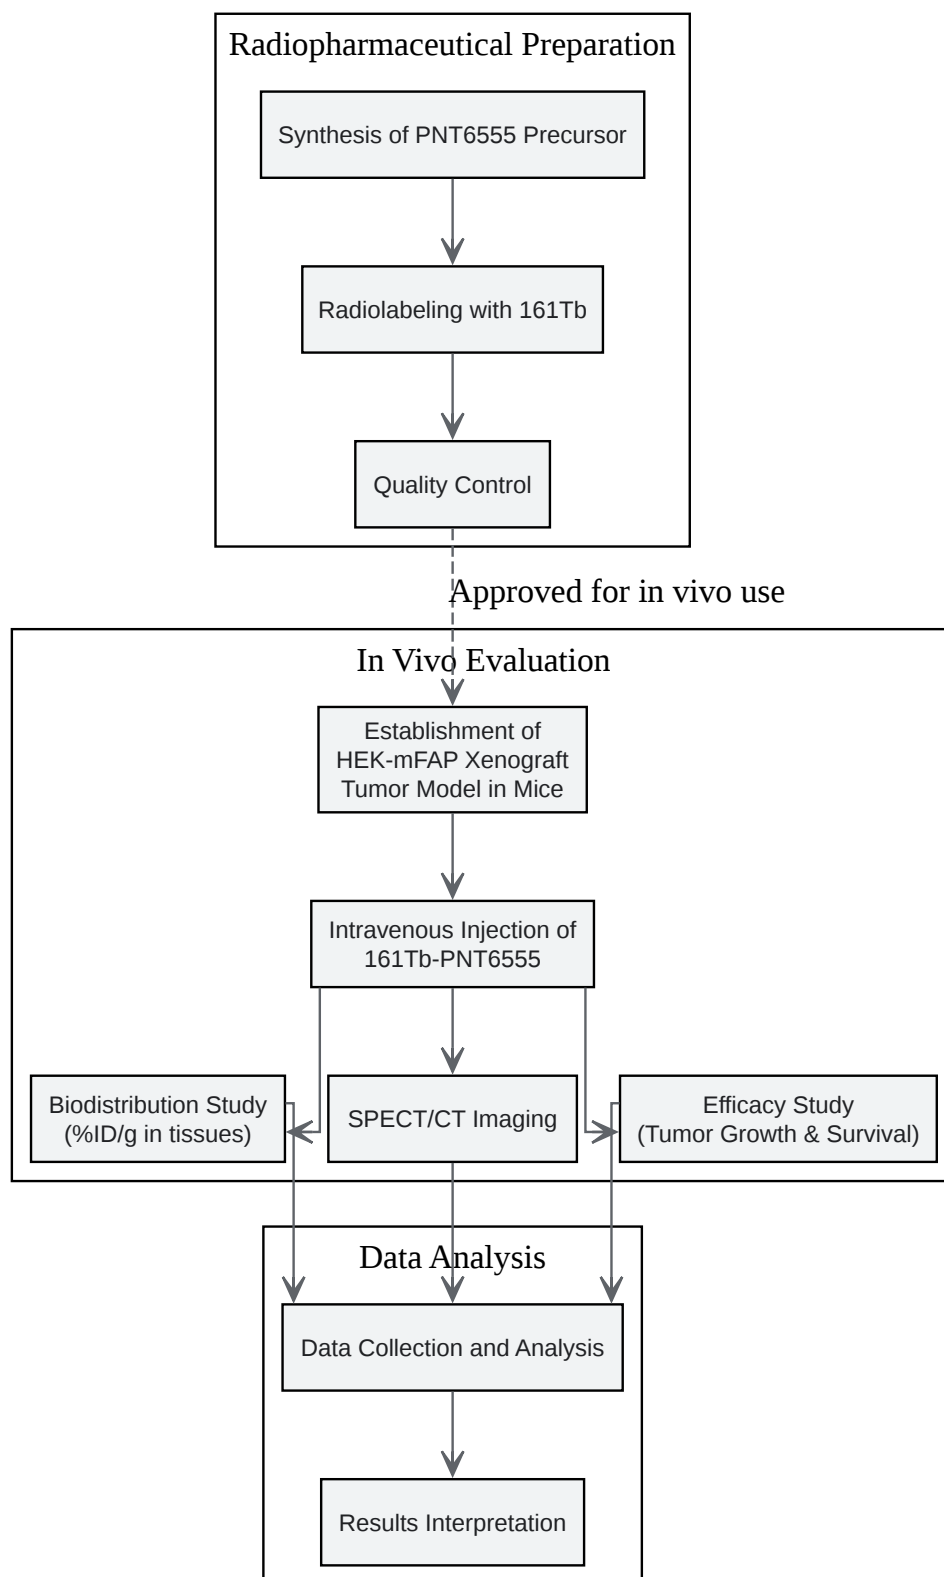 Radiopharmaceutical Preparation
Synthesis of PNT6555 Precursor
Radiolabeling with 161Tb
Quality Control
Approved for in vivo use
In Vivo Evaluation
Establishment of
HEK-mFAP Xenograft
Tumor Model in Mice
Intravenous Injection of
161Tb-PNT6555
Biodistribution Study
(%ID/g in tissues)
SPECT/CT Imaging
Efficacy Study
(Tumor Growth & Survival)
Data Analysis
Data Collection and Analysis
Results Interpretation